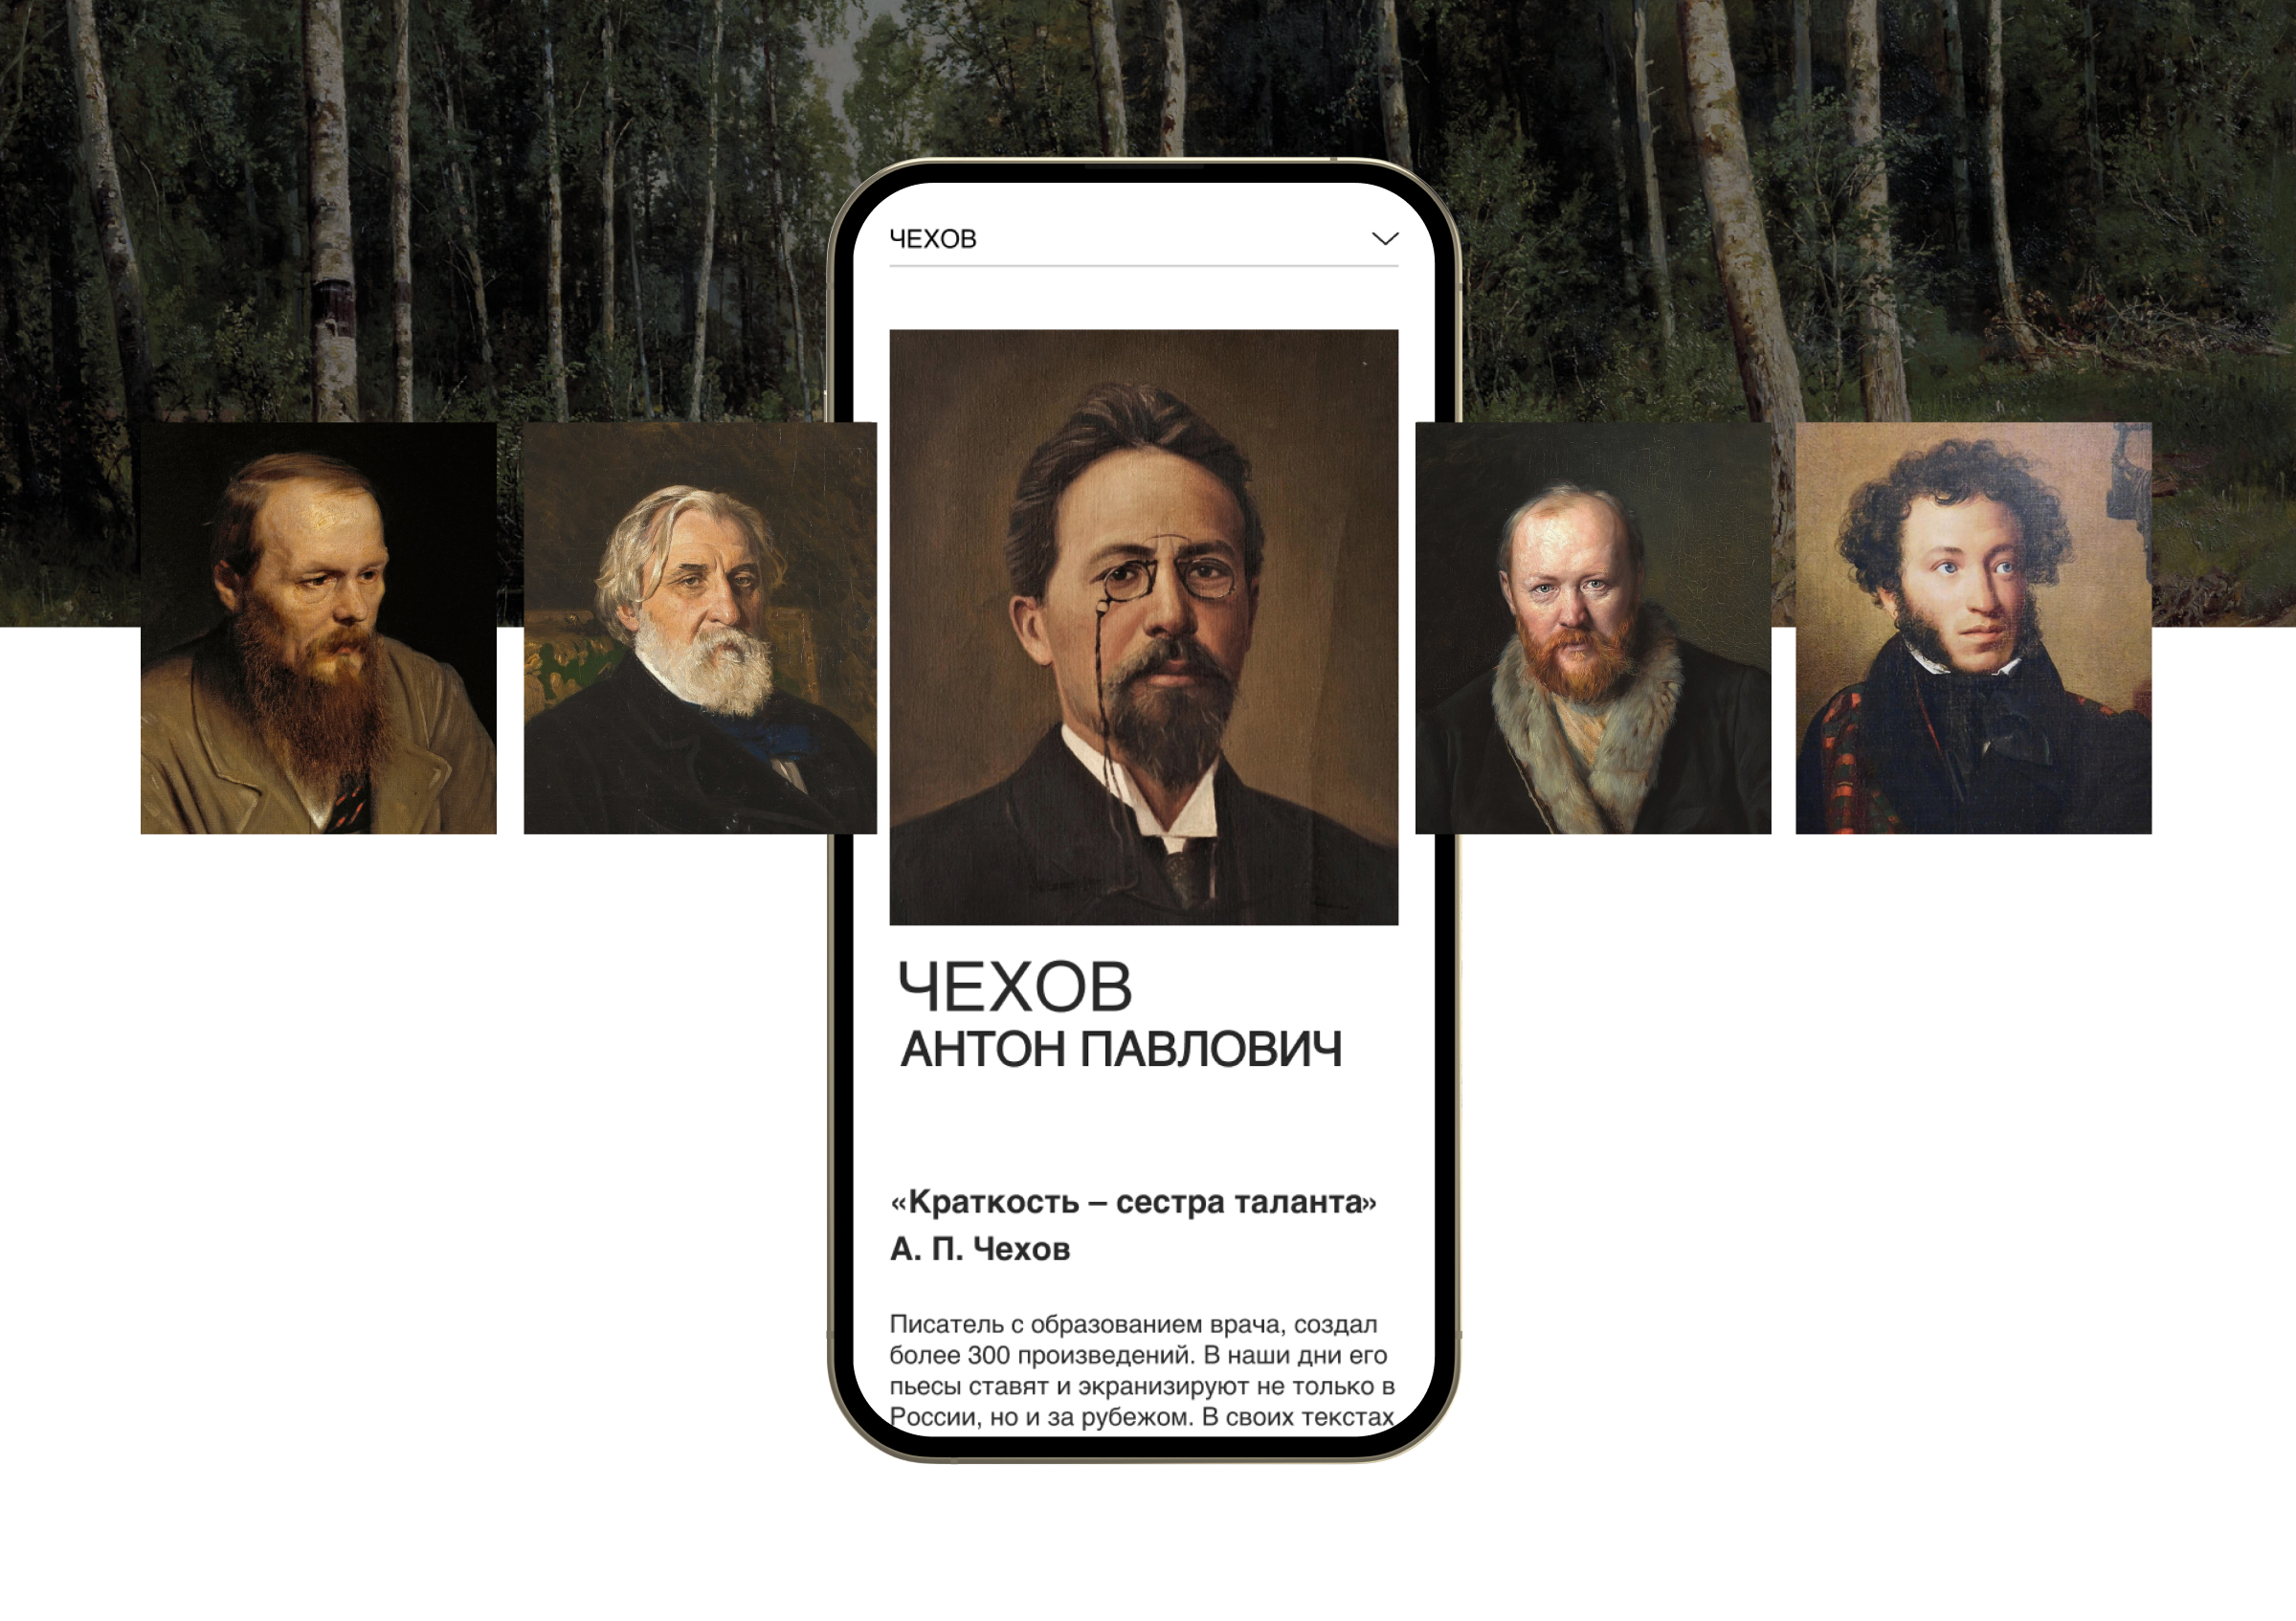 ЧЕХОВ
ЧЕХОВ
АНТОН ПАВЛОВИЧ
«Краткость – сестра таланта»
А. П. Чехов
Писатель с образованием врача, создал
более 300 произведений. В наши дни его
пьесы ставят и экранизируют не только в
России, но и за рубежом. В своих текстах